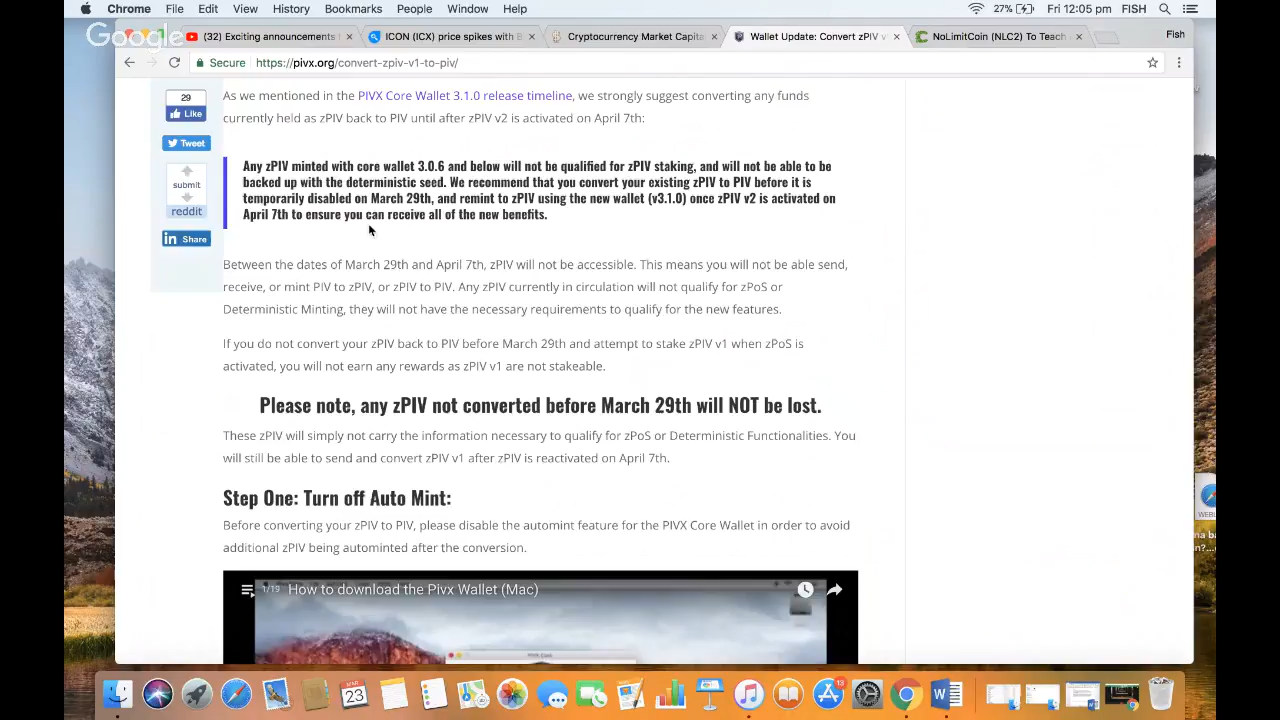 Chrome File Edit View History Bookmarks People Window Help 27% Fri 12:05 pm FISH
Google
(32) Exciting announcements
ICON (ICX) price spikes
Cryptocurrency Market Capita
Wallet Update: Convert zPIV
NoLimitCoin (NLC2) To Teach
Fish
Secure https://pivx.org/convert-zpiv-v1-to-piv/
29
Like
Tweet
submit
reddit
in Share
As we mentioned in the PIVX Core Wallet 3.1.0 release timeline, we strongly suggest converting any funds
currently held as zPIV back to PIV until after zPIV v2 is activated on April 7th:
Any zPIV minted with core wallet 3.0.6 and below will not be qualified for zPIV staking, and will not be able to be
backed up with the deterministic seed. We recommend that you convert your existing zPIV to PIV before it is
temporarily disabled on March 29th, and remint to zPIV using the new wallet (v3.1.0) once zPIV v2 is activated on
April 7th to ensure you can receive all of the new benefits.
Between the dates of March 29th and April 7th, zPIV will not be accessible. This means you will not be able send,
receive, or mint PIV to zPIV, or zPIV to PIV. Any zPIV currently in circulation will not qualify for zPoS or
Deterministic Minting, they will not have the necessary requirements to qualify for the new features.
If you do not convert your zPIV back to PIV before March 29th and attempt to stake zPIV v1 when zPoS is
activated, you will not earn any rewards as zPIV v1 are not stakeable.
Please note, any zPIV not converted before March 29th will NOT be lost.
These zPIV will simply not carry the information necessary to qualify for zPoS or Deterministic Functionalities. You
will still be able to send and convert zPIV v1 after zPIV is reactivated on April 7th.
Step One: Turn off Auto Mint:
Before converting your zPIV to PIV, please disable the automint feature for the PIVX Core Wallet in order to avoid
additional zPIV being autominted after the conversion.
1/19 How to download the Pivx Wallet (Mac)